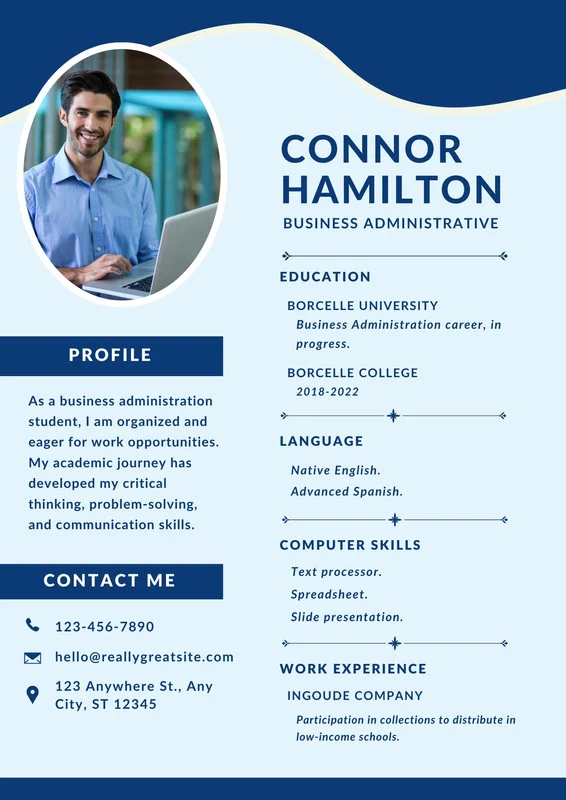 CONNOR
HAMILTON
BUSINESS ADMINISTRATIVE
PROFILE
As a business administration
student, I am organized and
eager for work opportunities.
My academic journey has
developed my critical
thinking, problem-solving,
and communication skills.
CONTACT ME
123-456-7890
hello@reallygreatsite.com
123 Anywhere St., Any
City, ST 12345
EDUCATION
BORCELLE UNIVERSITY
Business Administration career, in
progress.
BORCELLE COLLEGE
2018-2022
LANGUAGE
Native English.
Advanced Spanish.
COMPUTER SKILLS
Text processor.
Spreadsheet.
Slide presentation.
WORK EXPERIENCE
INGOUDE COMPANY
Participation in collections to distribute in
low-income schools.